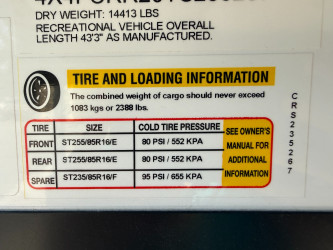 DRY WEIGHT: 14413 LBS
RECREATIONAL VEHICLE OVERALL
LENGTH 43'3" AS MANUFACTURED.
TIRE AND LOADING INFORMATION
The combined weight of cargo should never exceed
1083 kgs or 2388 lbs.
TIRE SIZE COLD TIRE PRESSURE
FRONT ST255/85R16/E 80 PSI / 552 KPA
REAR ST255/85R16/E 80 PSI / 552 KPA
SPARE ST235/85R16/F 95 PSI / 655 KPA
SEE OWNER'S
MANUAL FOR
ADDITIONAL
INFORMATION
CRS235267